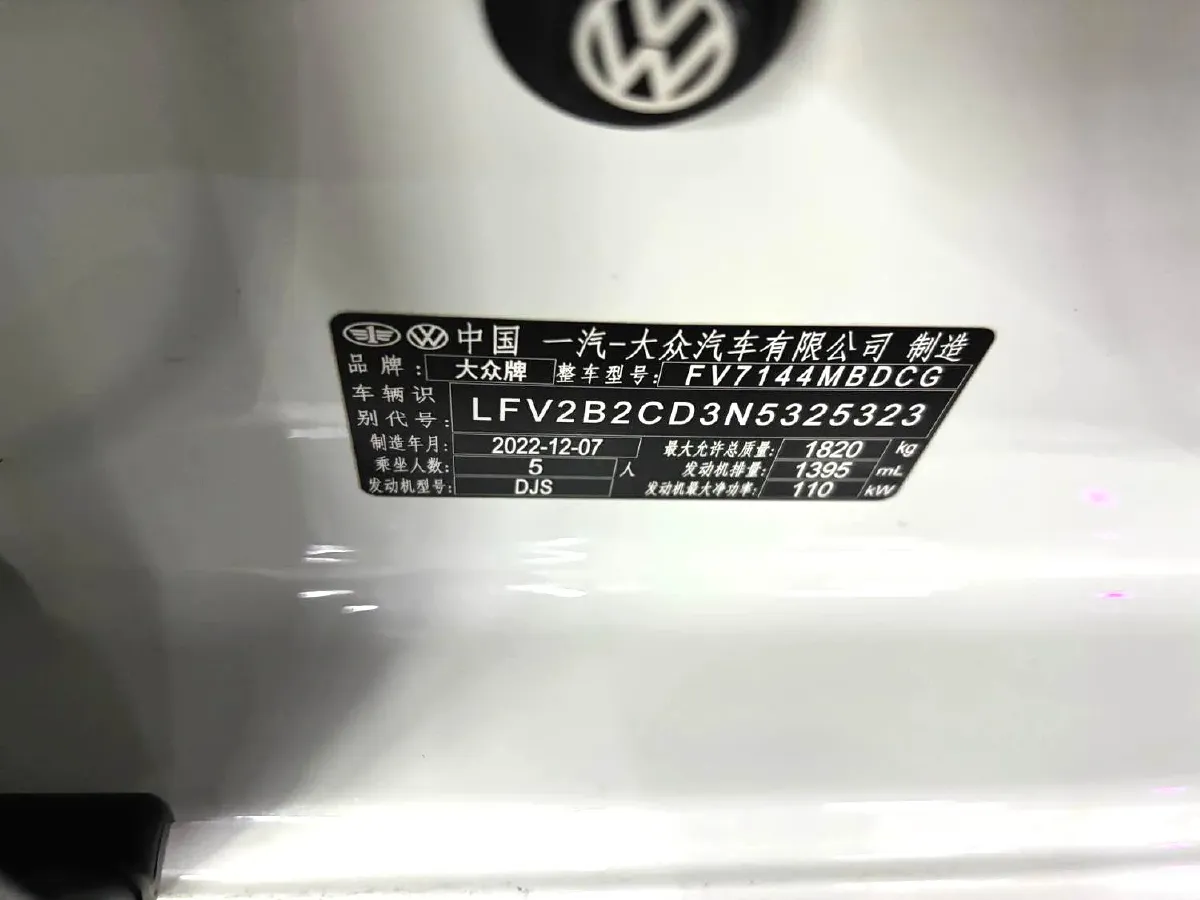 中国 一汽-大众汽车有限公司 制造
品牌: 大众牌 整车型号: FV7144MBDCG
车辆识
别代号: LFV2B2CD3N5325323
制造年月: 2022-12-07 最大允许总质量: 1820 kg
乘坐人数: 5 人 发动机排量: 1395 mL
发动机型号: DJS 发动机最大净功率: 110 kW